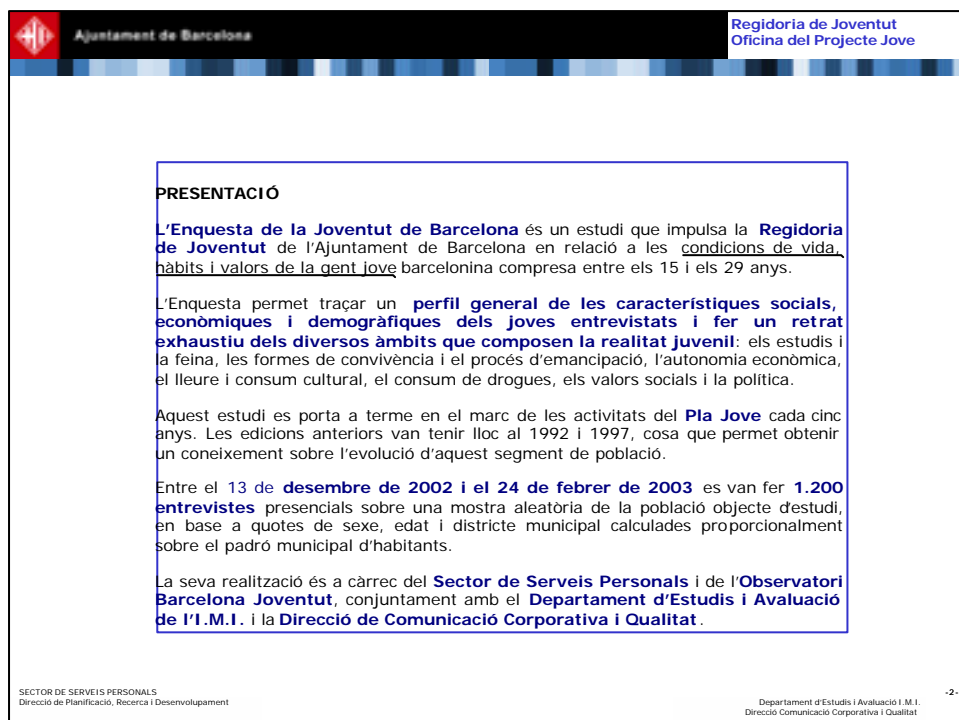 Ajuntament de Barcelona
Regidoria de Joventut
Oficina del Projecte Jove
PRESENTACIÓ
L'Enquesta de la Joventut de Barcelona és un estudi que impulsa la Regidoria
de Joventut de l'Ajuntament de Barcelona en relació a les condicions de vida,
hàbits i valors de la gent jove barcelonina compresa entre els 15 i els 29 anys.
L'Enquesta permet traçar un perfil general de les característiques socials,
econòmiques i demogràfiques dels joves entrevistats i fer un retrat
exhaustiu dels diversos àmbits que composen la realitat juvenil: els estudis i
la feina, les formes de convivència i el procés d'emancipació, l'autonomia econòmica,
el lleure i consum cultural, el consum de drogues, els valors socials i la política.
Aquest estudi es porta a terme en el marc de les activitats del Pla Jove cada cinc
anys. Les edicions anteriors van tenir lloc al 1992 i 1997, cosa que permet obtenir
un coneixement sobre l'evolució d'aquest segment de població.
Entre el 13 de desembre de 2002 i el 24 de febrer de 2003 es van fer 1.200
entrevistes presencials sobre una mostra aleatòria de la població objecte d'estudi,
en base a quotes de sexe, edat i districte municipal calculades proporcionalment
sobre el padró municipal d'habitants.
La seva realització és a càrrec del Sector de Serveis Personals i de l'Observatori
Barcelona Joventut, conjuntament amb el Departament d'Estudis i Avaluació
de l'I.M.I. i la Direcció de Comunicació Corporativa i Qualitat.
SECTOR DE SERVEIS PERSONALS
Direcció de Planificació, Recerca i Desenvolupament
-2-
Departament d'Estudis i Avaluació I.M.I.
Direcció Comunicació Corporativa i Qualitat